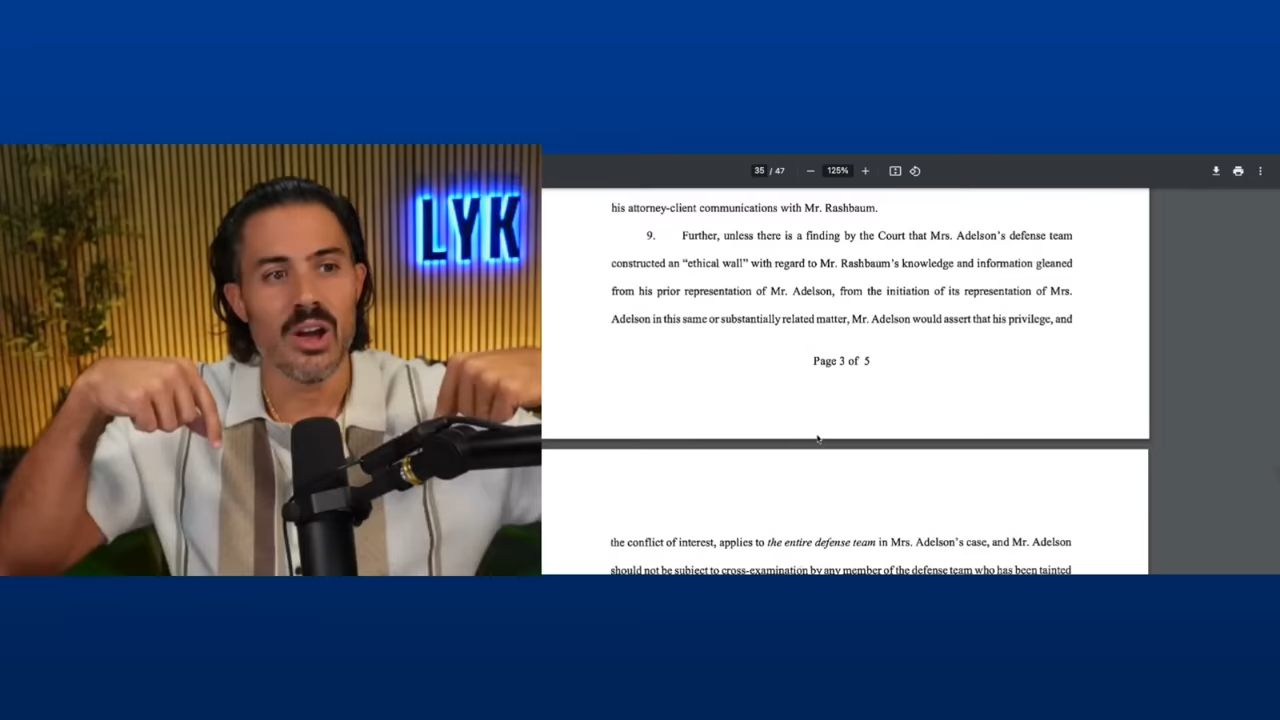 LYK
35 / 47
125%
his attorney-client communications with Mr. Rashbaum.
9. Further, unless there is a finding by the Court that Mrs. Adelson's defense team
constructed an "ethical wall" with regard to Mr. Rashbaum's knowledge and information gleaned
from his prior representation of Mr. Adelson, from the initiation of its representation of Mrs.
Adelson in this same or substantially related matter, Mr. Adelson would assert that his privilege, and
Page 3 of 5
the conflict of interest, applies to the entire defense team in Mrs. Adelson's case, and Mr. Adelson
should not be subject to cross-examination by any member of the defense team who has been tainted